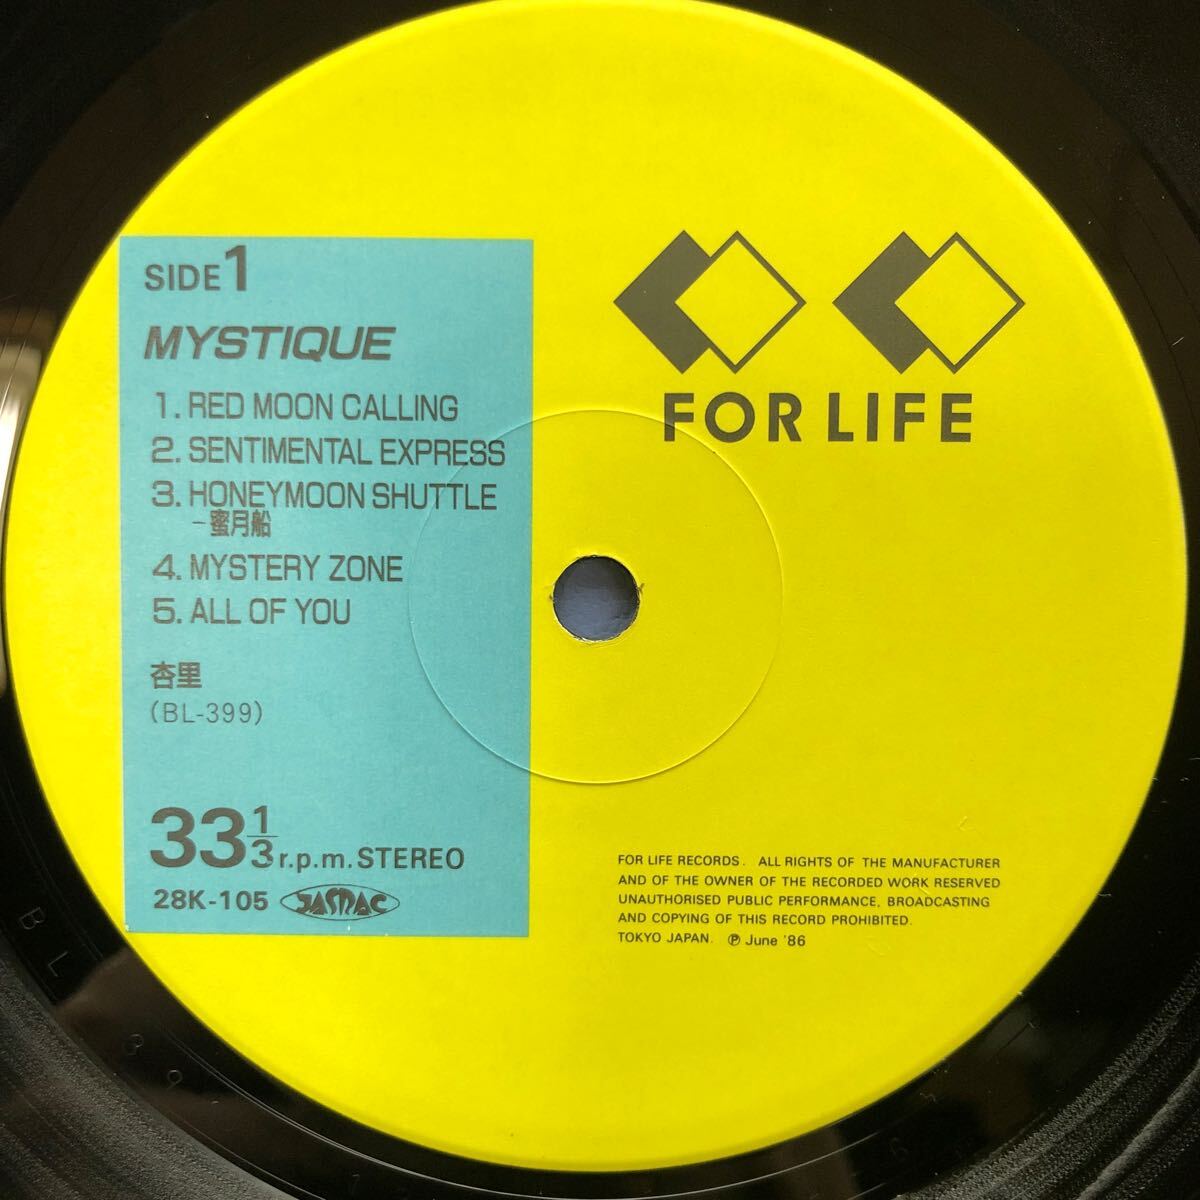 SIDE 1
MYSTIQUE
1. RED MOON CALLING
2. SENTIMENTAL EXPRESS
3. HONEYMOON SHUTTLE
－蜜月船
4. MYSTERY ZONE
5. ALL OF YOU
杏里
(BL-399)
33 1/3 r.p.m. STEREO
28K-105 JASRAC
FOR LIFE
FOR LIFE RECORDS. ALL RIGHTS OF THE MANUFACTURER
AND OF THE OWNER OF THE RECORDED WORK RESERVED
UNAUTHORISED PUBLIC PERFORMANCE, BROADCASTING
AND COPYING OF THIS RECORD PROHIBITED.
TOKYO JAPAN. Ⓟ June '86